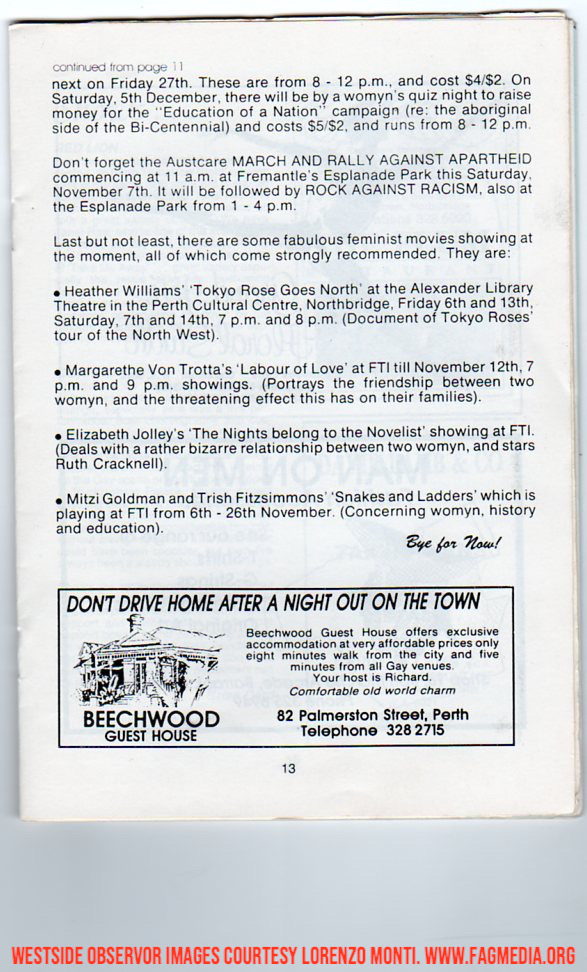 continued from page 11
next on Friday 27th. These are from 8 - 12 p.m., and cost $4/$2. On
Saturday, 5th December, there will be by a womyn's quiz night to raise
money for the "Education of a Nation" campaign (re: the aboriginal
side of the Bi-Centennial) and costs $5/$2, and runs from 8 - 12 p.m.
Don't forget the Austcare MARCH AND RALLY AGAINST APARTHEID
commencing at 11 a.m. at Fremantle's Esplanade Park this Saturday,
November 7th. It will be followed by ROCK AGAINST RACISM, also at
the Esplanade Park from 1 - 4 p.m.
Last but not least, there are some fabulous feminist movies showing at
the moment, all of which come strongly recommended. They are:
• Heather Williams' 'Tokyo Rose Goes North' at the Alexander Library
Theatre in the Perth Cultural Centre, Northbridge, Friday 6th and 13th,
Saturday, 7th and 14th, 7 p.m. and 8 p.m. (Document of Tokyo Roses'
tour of the North West).
• Margarethe Von Trotta's 'Labour of Love' at FTI till November 12th, 7
p.m. and 9 p.m. showings. (Portrays the friendship between two
womyn, and the threatening effect this has on their families).
• Elizabeth Jolley's 'The Nights belong to the Novelist' showing at FTI.
(Deals with a rather bizarre relationship between two womyn, and stars
Ruth Cracknell).
• Mitzi Goldman and Trish Fitzsimmons' 'Snakes and Ladders' which is
playing at FTI from 6th - 26th November. (Concerning womyn, history
and education).
Bye for Now!
DON'T DRIVE HOME AFTER A NIGHT OUT ON THE TOWN
Beechwood Guest House offers exclusive
accommodation at very affordable prices only
eight minutes walk from the city and five
minutes from all Gay venues.
Your host is Richard.
Comfortable old world charm
BEECHWOOD
GUEST HOUSE
82 Palmerston Street, Perth
Telephone 328 2715
13
WESTSIDE OBSERVOR IMAGES COURTESY LORENZO MONTI. WWW.FAGMEDIA.ORG